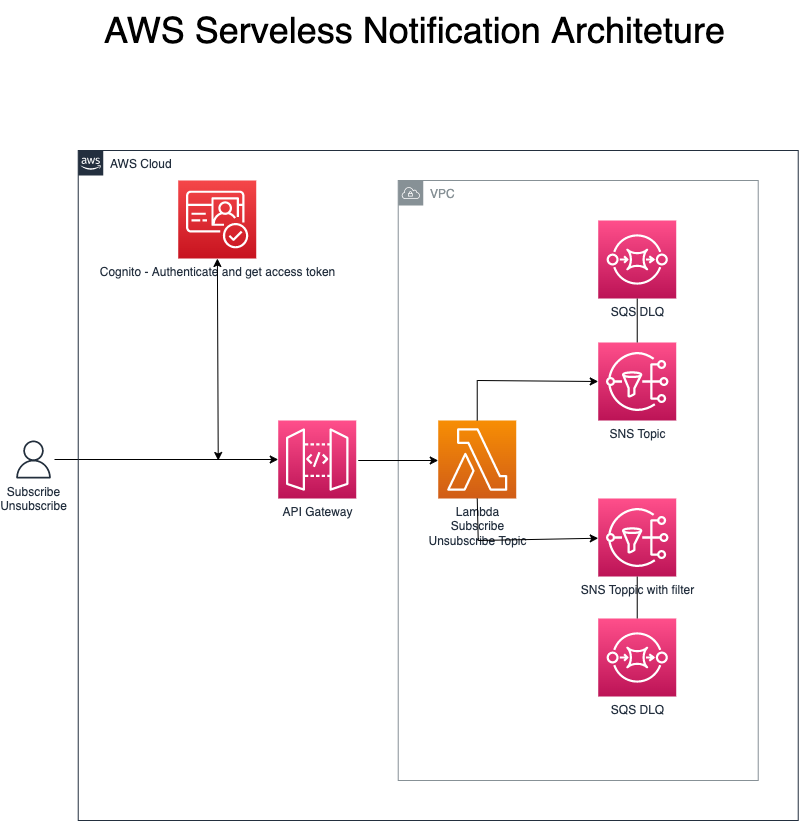 AWS Serveless Notification Architeture
aws
AWS Cloud
VPC
Cognito - Authenticate and get access token
SQS DLQ
SNS Topic
Subscribe
Unsubscribe
</>
API Gateway
Lambda
Subscribe
Unsubscribe Topic
SNS Toppic with filter
SQS DLQ